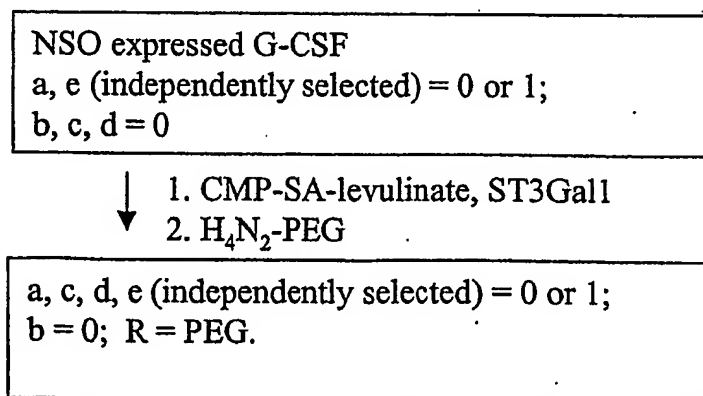 NSO expressed G-CSF
a, e (independently selected) = 0 or 1;
b, c, d = 0
1. CMP-SA-levulinate, ST3Gal1
2. H₄N₂-PEG
a, c, d, e (independently selected) = 0 or 1;
b = 0; R = PEG.